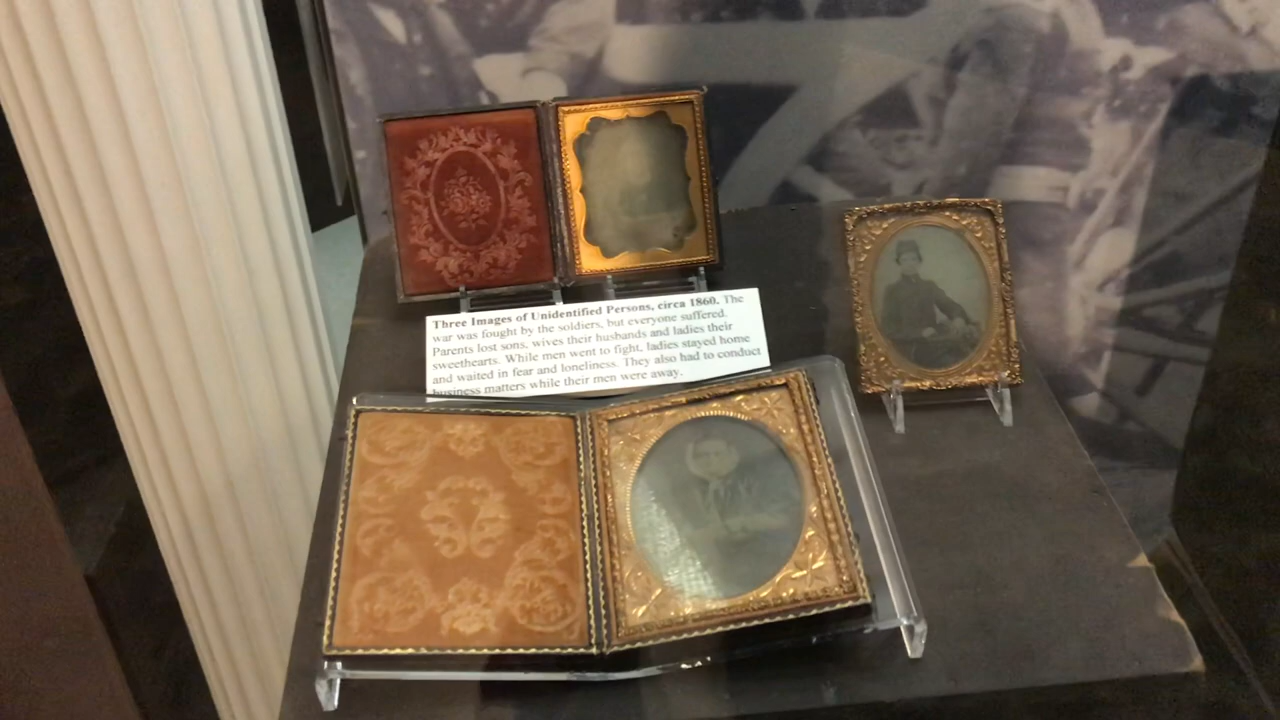 Three Images of Unidentified Persons, circa 1860. The
war was fought by the soldiers, but everyone suffered.
Parents lost sons, wives their husbands and ladies their
sweethearts. While men went to fight, ladies stayed home
and waited in fear and loneliness. They also had to conduct
business matters while their men were away.